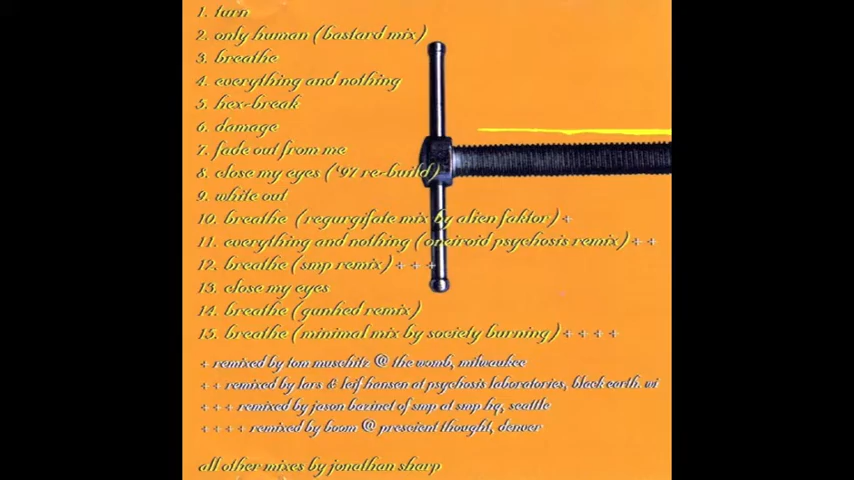 1. turn
2. only human (bastard mix)
3. breathe
4. everything and nothing
5. hex-break
6. damage
7. fade out from me
8. close my eyes ('97 re-build)
9. white out
10. breathe (regurgitate mix by alien faktor) +
11. everything and nothing (oneiroid psychosis remix) + +
12. breathe (smp remix) + + +
13. close my eyes
14. breathe (gunhed remix)
15. breathe (minimal mix by society burning) + + + +
+ remixed by tom muschitz @ the womb, milwaukee
+ + remixed by lars & leif hansen at psychosis laboratories, black earth. wi
+ + + remixed by jason bazinet of smp at smp hq, seattle
+ + + + remixed by boom @ prescient thought, denver
all other mixes by jonathan sharp